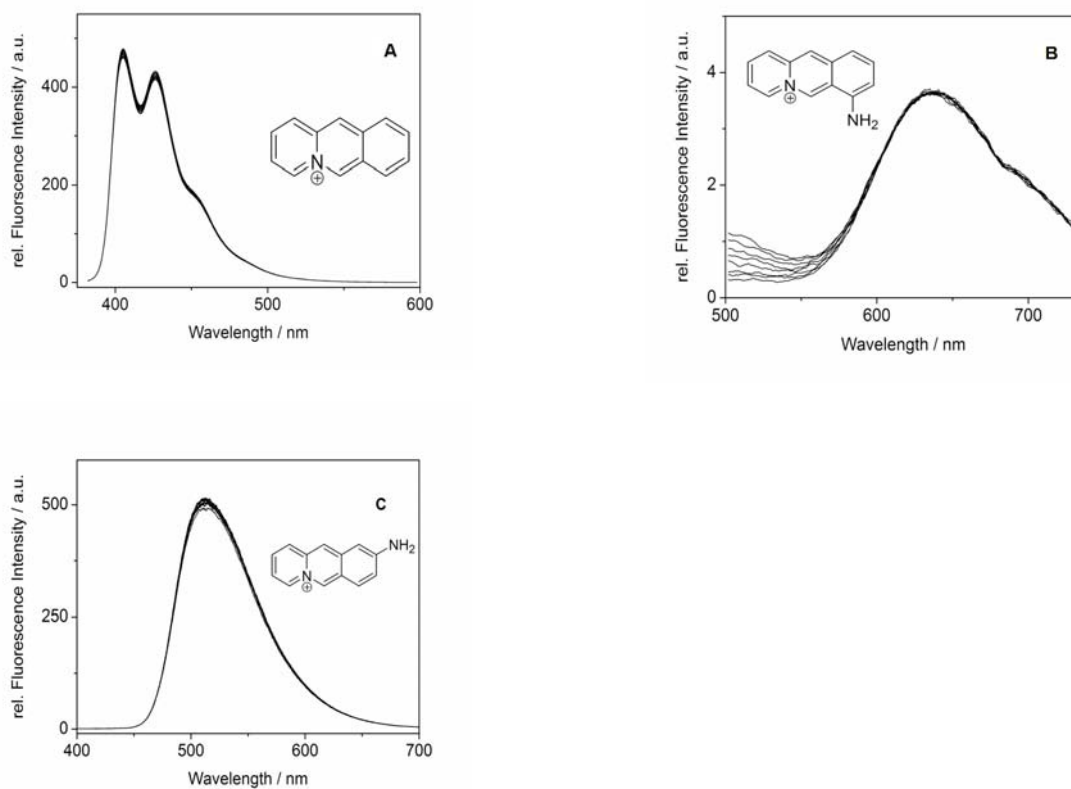 A
rel. Fluorscence Intensity / a.u.
400
200
0
400
500
600
Wavelength / nm
N
⊕
B
rel. Fluorescence Intensity / a.u.
4
2
0
500
600
700
Wavelength / nm
N
⊕
NH₂
C
rel. Fluorescence Intensity / a.u.
500
250
0
400
500
600
700
Wavelength / nm
NH₂
N
⊕